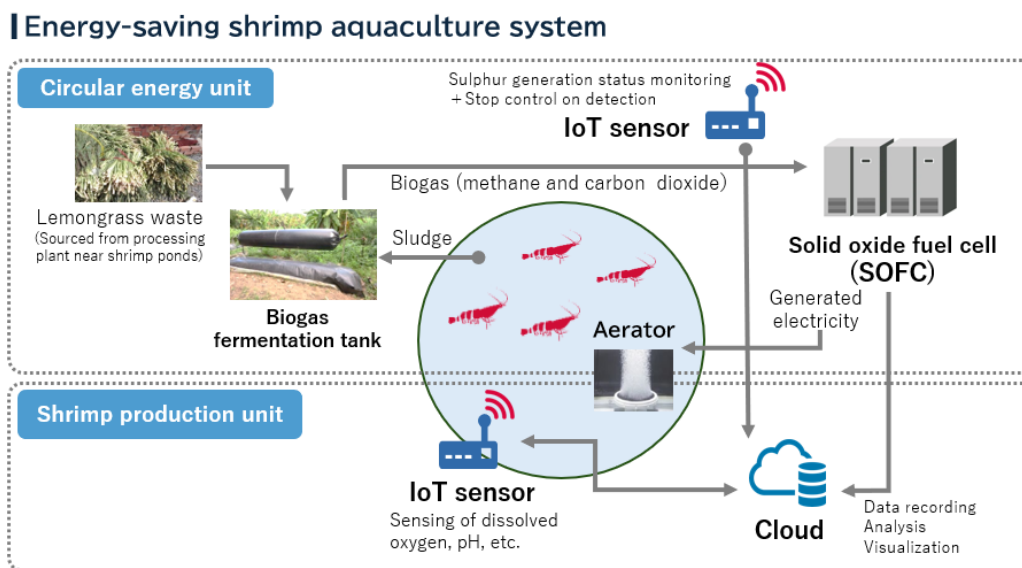 Energy-saving shrimp aquaculture system
Circular energy unit
Sulphur generation status monitoring
+ Stop control on detection
IoT sensor
Biogas (methane and carbon dioxide)
Lemongrass waste
(Sourced from processing
plant near shrimp ponds)
Sludge
Biogas
fermentation tank
Solid oxide fuel cell
(SOFC)
Generated
electricity
Aerator
Shrimp production unit
IoT sensor
Sensing of dissolved
oxygen, pH, etc.
Cloud
Data recording
Analysis
Visualization